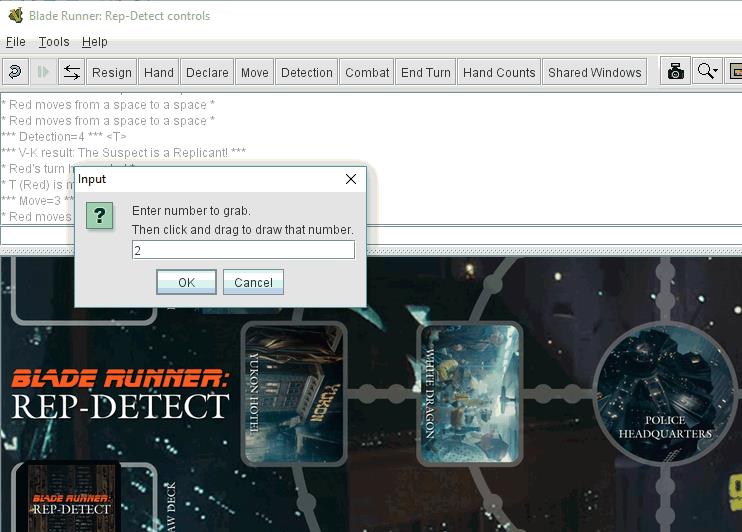 Blade Runner: Rep-Detect controls
File Tools Help
Resign Hand Declare Move Detection Combat End Turn Hand Counts Shared Windows
* Red moves from a space to a space *
* Red moves from a space to a space *
*** Detection=4 *** <T>
*** V-K result: The Suspect is a Replicant! ***
* Red's turn
* T (Red) is
*** Move=3 **
* Red moves
Input
Enter number to grab.
Then click and drag to draw that number.
2
OK Cancel
BLADE RUNNER:
REP-DETECT
YUKON HOTEL
WHITE DRAGON
POLICE
HEADQUARTERS
BLADE RUNNER:
REP-DETECT
DECK